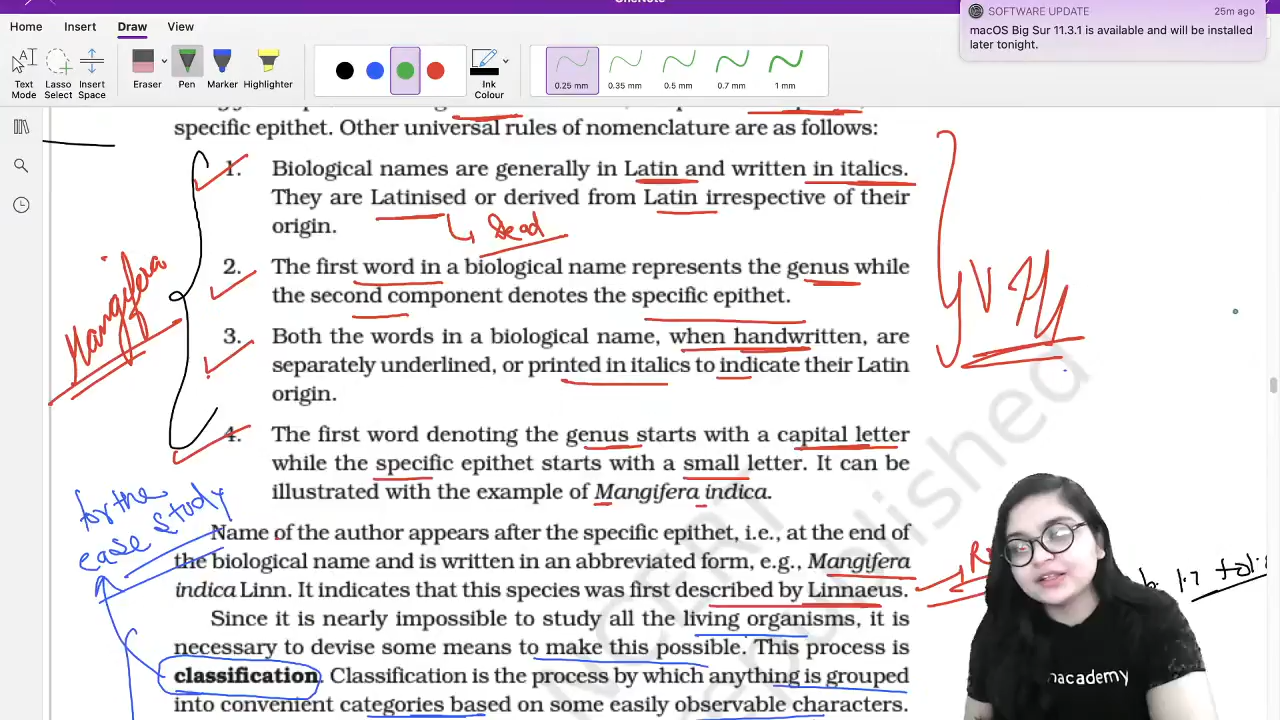 OneNote
SOFTWARE UPDATE 25m ago
macOS Big Sur 11.3.1 is available and will be installed
later tonight.
Home Insert Draw View
Text Mode
Lasso Select
Insert Space
Eraser
Pen
Marker
Highlighter
Ink Colour
0.25 mm 0.35 mm 0.5 mm 0.7 mm 1 mm
specific epithet. Other universal rules of nomenclature are as follows:
1. Biological names are generally in Latin and written in italics.
They are Latinised or derived from Latin irrespective of their
origin.
Dead
2. The first word in a biological name represents the genus while
the second component denotes the specific epithet.
3. Both the words in a biological name, when handwritten, are
separately underlined, or printed in italics to indicate their Latin
origin.
4. The first word denoting the genus starts with a capital letter
while the specific epithet starts with a small letter. It can be
illustrated with the example of Mangifera indica.
Mangifera
VVIMP
for the
ease study
Name of the author appears after the specific epithet, i.e., at the end of
the biological name and is written in an abbreviated form, e.g., Mangifera
indica Linn. It indicates that this species was first described by Linnaeus.
Since it is nearly impossible to study all the living organisms, it is
necessary to devise some means to make this possible. This process is
classification. Classification is the process by which anything is grouped
into convenient categories based on some easily observable characters.
NCERT
published
nacademy